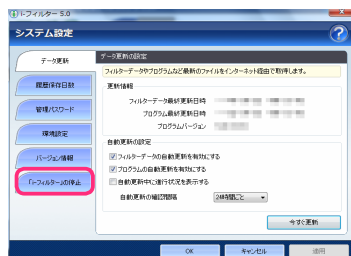 i-フィルター 5.0
システム設定
?
データ更新
履歴保存日数
管理パスワード
環境設定
バージョン情報
「i-フィルター」の停止
データ更新の設定
フィルターデータやプログラムなど最新のファイルをインターネット経由で取得します。
更新情報
フィルターデータ最終更新日時
プログラム最終更新日時
プログラムバージョン
自動更新の設定
フィルターデータの自動更新を有効にする
プログラムの自動更新を有効にする
自動更新中に進行状況を表示する
自動更新の確認間隔
24時間ごと
今すぐ更新
OK
キャンセル
適用